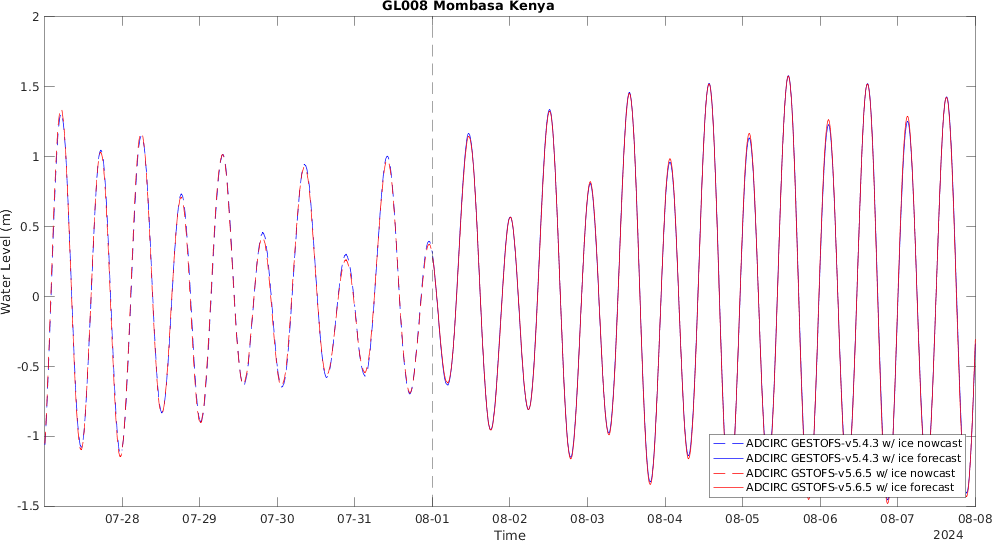 GL008 Mombasa Kenya
2
1.5
1
0.5
0
-0.5
-1
-1.5
Water Level (m)
07-28 07-29 07-30 07-31 08-01 08-02 08-03 08-04 08-05 08-06 08-07 08-08
Time
2024
ADCIRC GESTOFS-v5.4.3 w/ ice nowcast
ADCIRC GESTOFS-v5.4.3 w/ ice forecast
ADCIRC GSTOFS-v5.6.5 w/ ice nowcast
ADCIRC GSTOFS-v5.6.5 w/ ice forecast